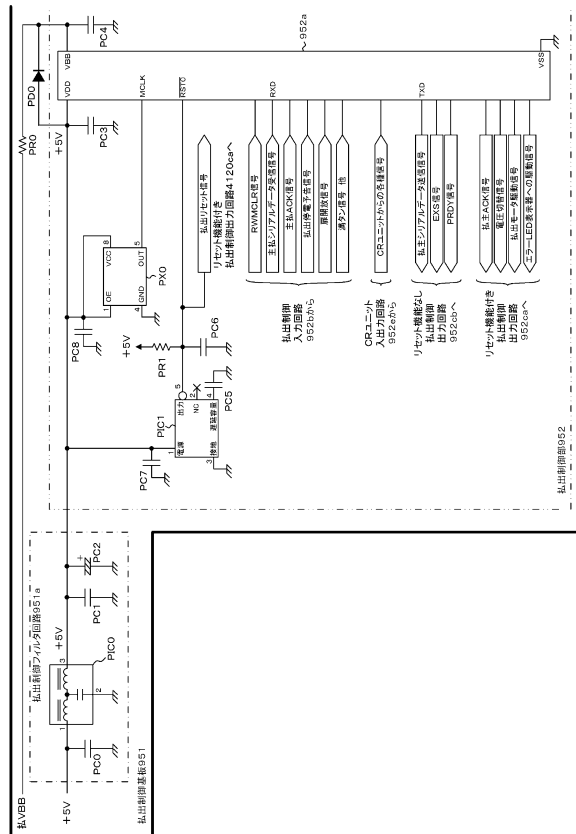 払VBB
+5V
払出制御基板951
払出制御フィルタ回路951a
PC0
1
3
2
PIC0
+5V
PC1
+
PC2
PC7
PIC1
1
電源
出力
5
NC
2
遅延容量
4
接地
3
PC5
PR1
+5V
PC6
PC8
1
OE
VCC
8
GND
4
OUT
5
PX0
払出リセット信号
リセット機能付き
払出制御出力回路4120caへ
PR0
PD0
+5V
PC3
PC4
VDD
VBB
MCLK
RST0
RXD
TXD
VSS
952a
RWMCLR信号
主払シリアルデータ受信信号
主払ACK信号
払出停電予告信号
扉開放信号
満タン信号 他
払出制御
入力回路
952bから
CRユニットからの各種信号
CRユニット
入出力回路
952eから
払主シリアルデータ送信信号
EXS信号
PRDY信号
リセット機能なし
払出制御
出力回路
952cbへ
払主ACK信号
電圧切替信号
払出モータ駆動信号
エラーLED表示器への駆動信号
リセット機能付き
払出制御
出力回路
952caへ
払出制御部952